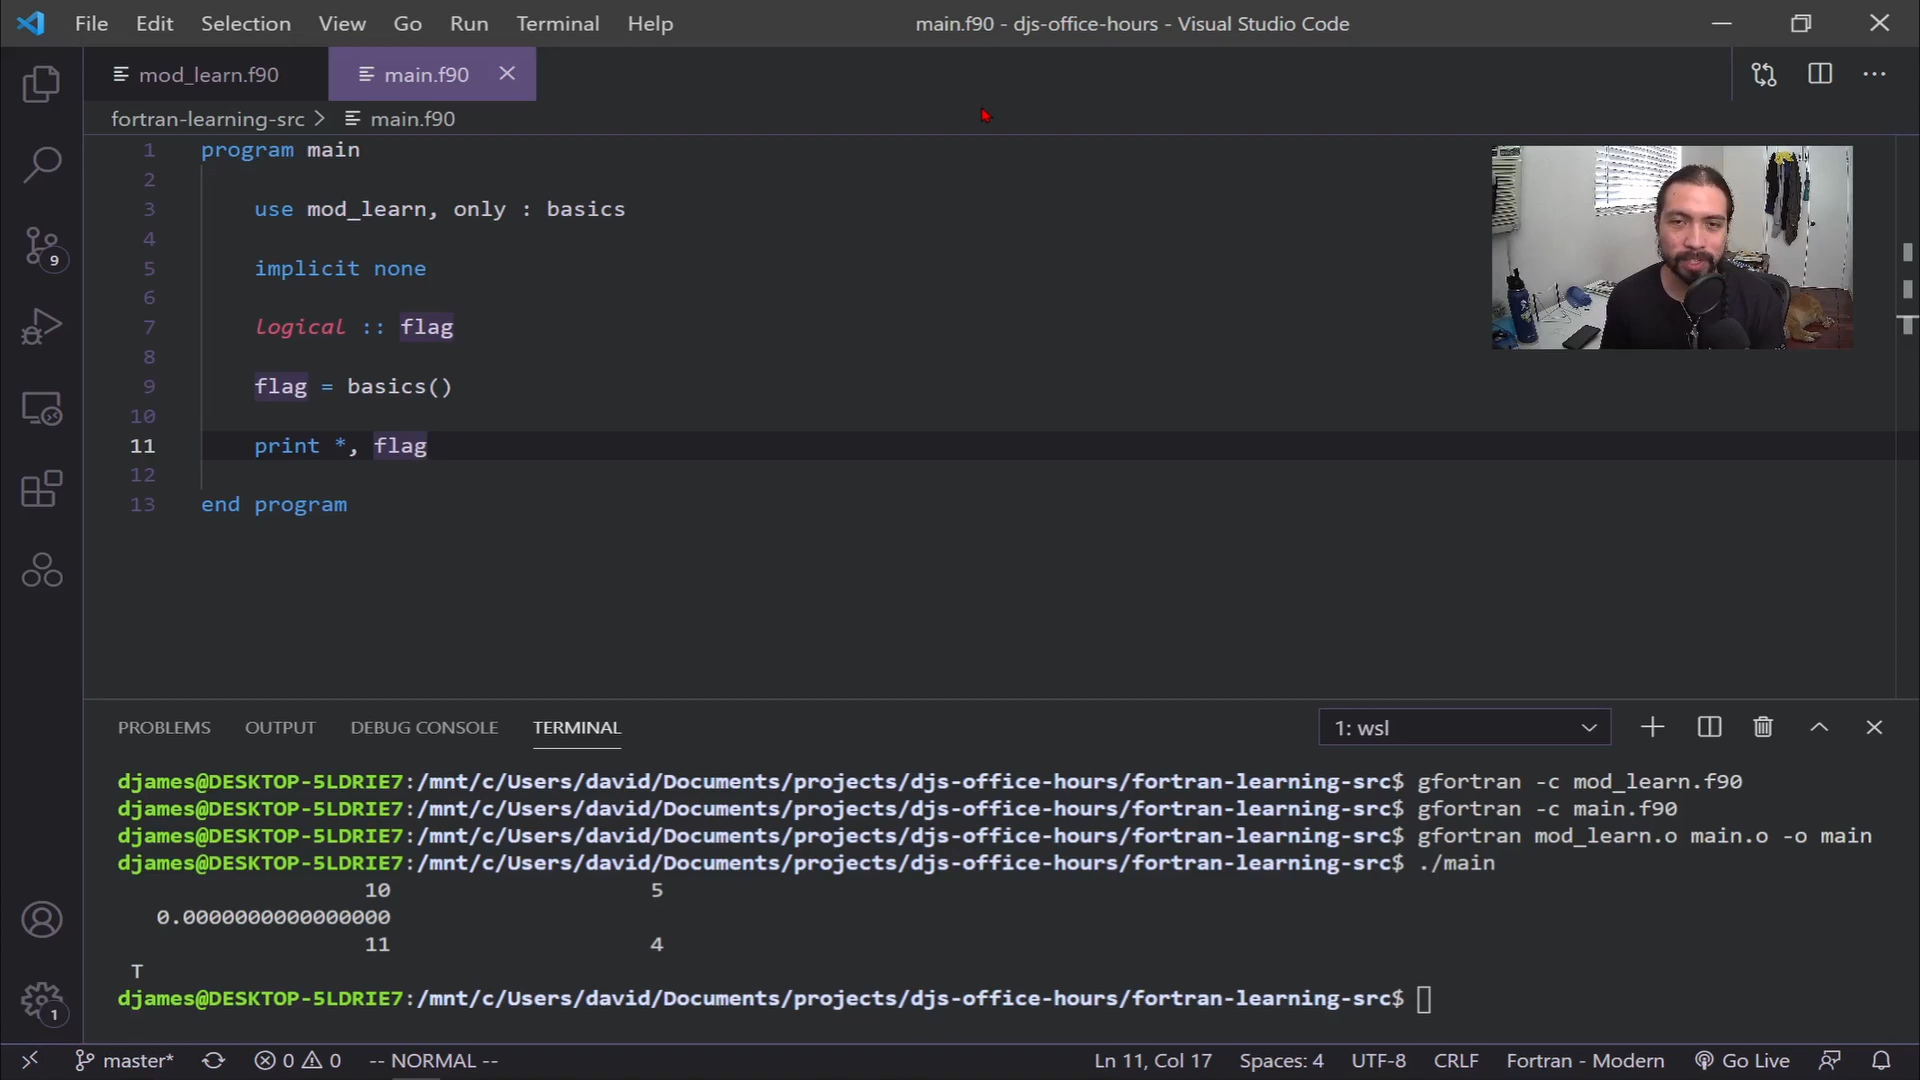 File Edit Selection View Go Run Terminal Help main.f90 - djs-office-hours - Visual Studio Code
mod_learn.f90 main.f90
fortran-learning-src > main.f90
1 program main
2
3 use mod_learn, only : basics
4
5 implicit none
6
7 logical :: flag
8
9 flag = basics()
10
11 print *, flag
12
13 end program
9
PROBLEMS OUTPUT DEBUG CONSOLE TERMINAL 1: wsl
djames@DESKTOP-5LDRIE7:/mnt/c/Users/david/Documents/projects/djs-office-hours/fortran-learning-src$ gfortran -c mod_learn.f90
djames@DESKTOP-5LDRIE7:/mnt/c/Users/david/Documents/projects/djs-office-hours/fortran-learning-src$ gfortran -c main.f90
djames@DESKTOP-5LDRIE7:/mnt/c/Users/david/Documents/projects/djs-office-hours/fortran-learning-src$ gfortran mod_learn.o main.o -o main
djames@DESKTOP-5LDRIE7:/mnt/c/Users/david/Documents/projects/djs-office-hours/fortran-learning-src$ ./main
10 5
0.0000000000000000
11 4
T
djames@DESKTOP-5LDRIE7:/mnt/c/Users/david/Documents/projects/djs-office-hours/fortran-learning-src$
1
master* 0 0 -- NORMAL -- Ln 11, Col 17 Spaces: 4 UTF-8 CRLF Fortran - Modern Go Live